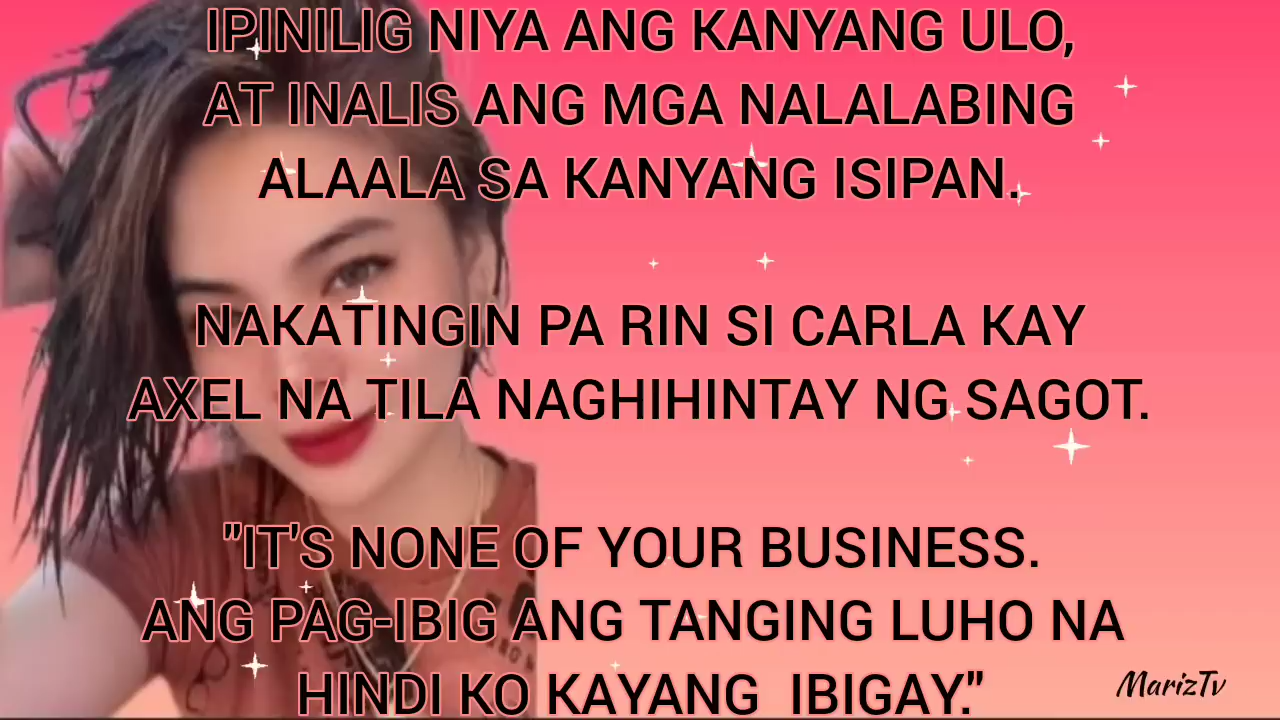 IPINILIG NIYA ANG KANYANG ULO,
AT INALIS ANG MGA NALALABING
ALAALA SA KANYANG ISIPAN.
NAKATINGIN PA RIN SI CARLA KAY
AXEL NA TILA NAGHIHINTAY NG SAGOT.
"IT'S NONE OF YOUR BUSINESS.
ANG PAG-IBIG ANG TANGING LUHO NA
HINDI KO KAYANG IBIGAY."
MarizTv